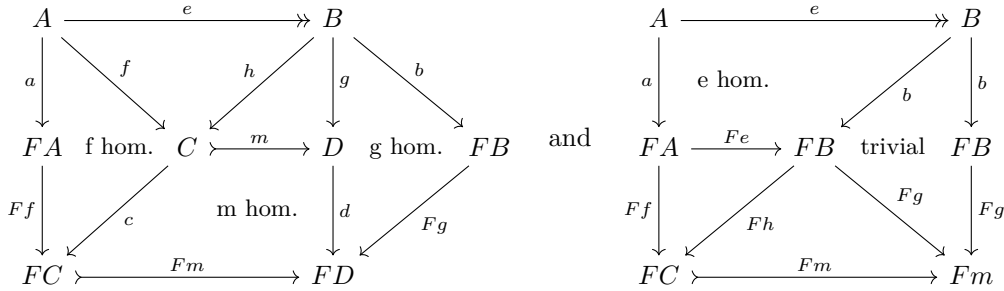 A e B A e B
a f h g b a e hom. b b
FA f hom. C m D g hom. FB and FA Fe FB trivial FB
Ff c m hom. d Fg Ff Fh Fg Fg
FC Fm FD FC Fm Fm